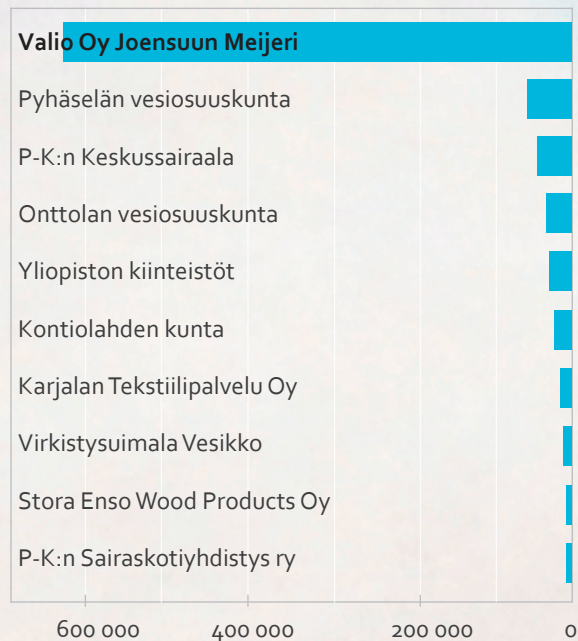 Valio Oy Joensuun Meijeri
Pyhäselän vesiosuuskunta
P-K:n Keskussairaala
Onttolan vesiosuuskunta
Yliopiston kiinteistöt
Kontiolahden kunta
Karjalan Tekstiilipalvelu Oy
Virkistysuimala Vesikko
Stora Enso Wood Products Oy
P-K:n Sairaskotiyhdistys ry
600 000 400 000 200 000 0